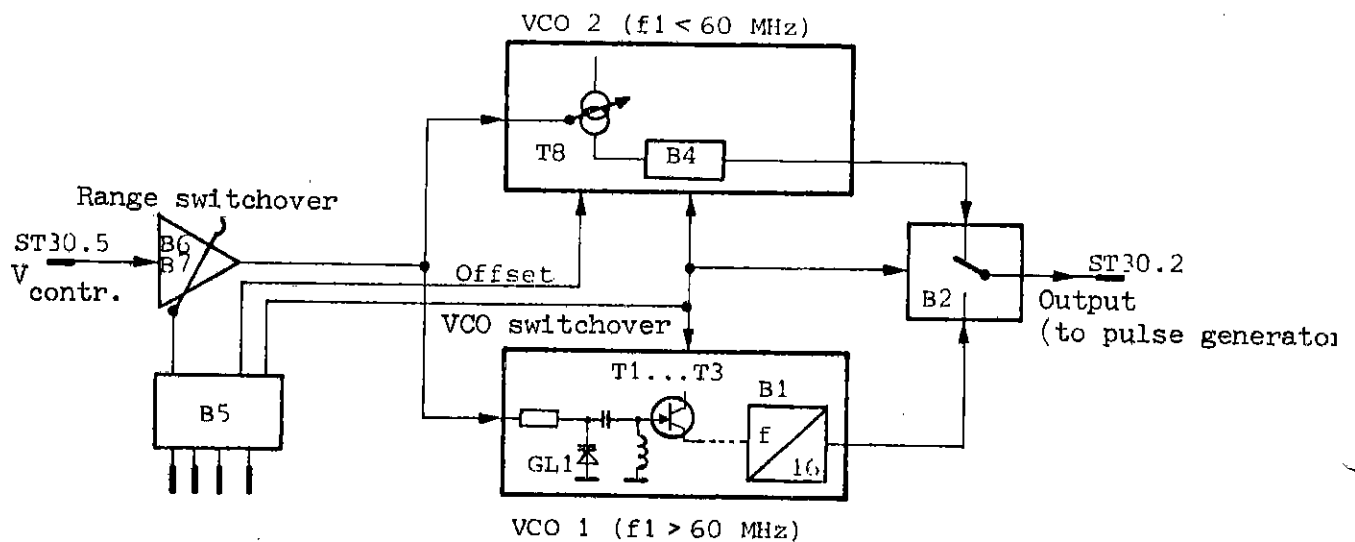 VCO 2 (f1 < 60 MHz)
T8
B4
Range switchover
ST30.5
V contr.
B6
B7
Offset
VCO switchover
B2
ST30.2
Output
(to pulse generator
B5
T1...T3
B1
GL1
f
16
VCO 1 (f1 > 60 MHz)